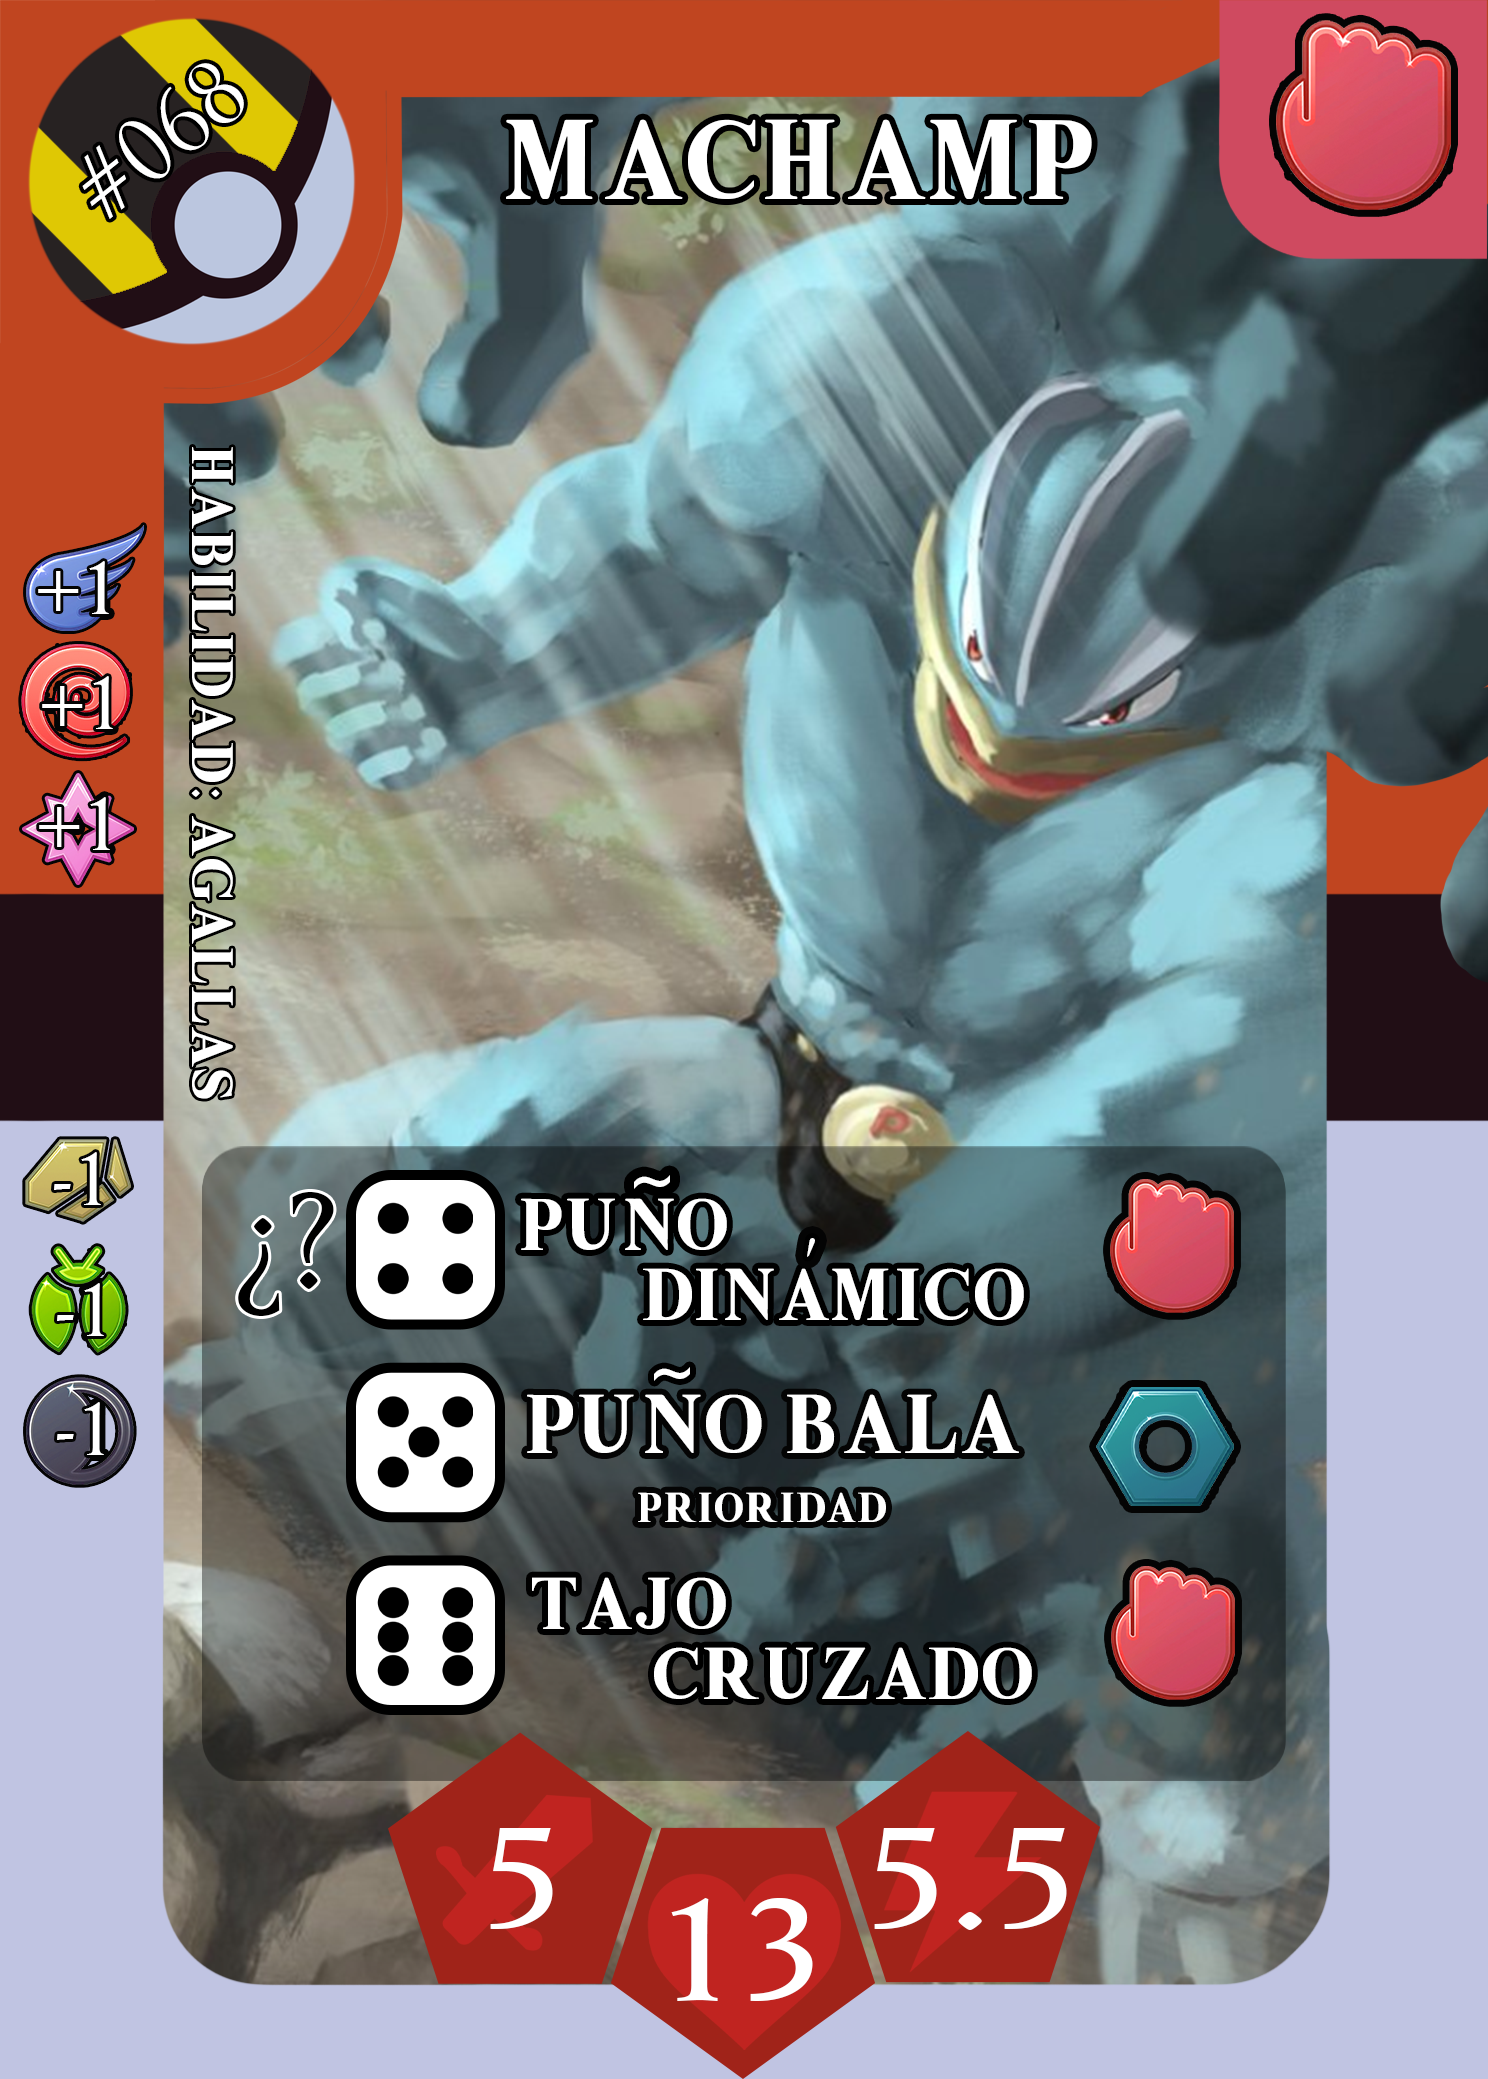 #068
MACHAMP
+1
+1
+1
HABILIDAD: AGALLAS
-1
-1
-1
¿?
PUÑO
DINÁMICO
PUÑO BALA
PRIORIDAD
TAJO
CRUZADO
5
13
5.5
P